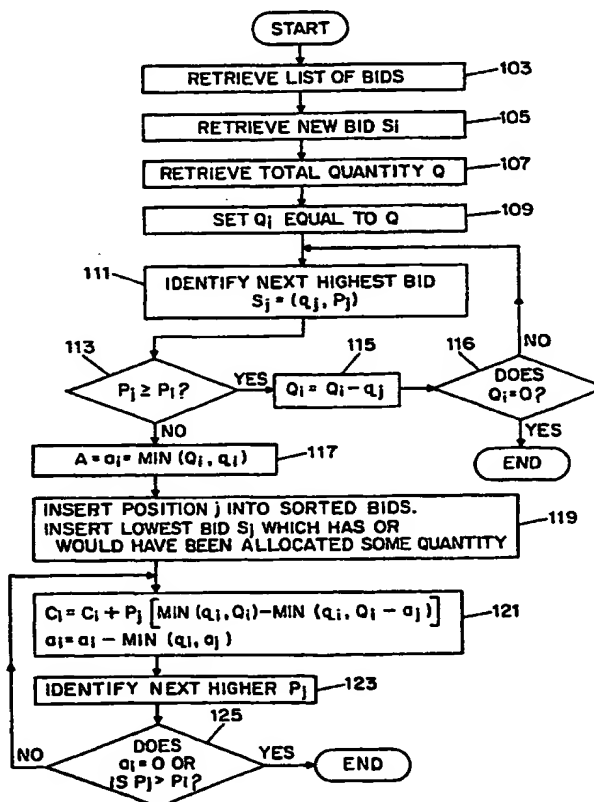 START
RETRIEVE LIST OF BIDS
103
RETRIEVE NEW BID Si
105
RETRIEVE TOTAL QUANTITY Q
107
SET Qi EQUAL TO Q
109
111
IDENTIFY NEXT HIGHEST BID
Sj = (qj, Pj)
113
Pj ≥ Pi?
YES
115
Qi = Qi - qj
116
DOES
Qi = 0?
NO
YES
END
NO
A = ai = MIN (Qi, qi)
117
INSERT POSITION j INTO SORTED BIDS.
INSERT LOWEST BID Sj WHICH HAS OR
WOULD HAVE BEEN ALLOCATED SOME QUANTITY
119
Ci = Ci + Pj [MIN (qi, Qi) - MIN (qi, Qi - aj)]
ai = ai - MIN (qi, aj)
121
IDENTIFY NEXT HIGHER Pj
123
125
DOES
ai = 0 OR
IS Pj > Pi?
NO
YES
END